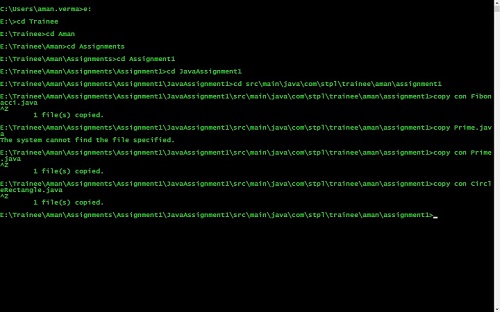 C:\Users\aman.verma>e:
E:\>cd Trainee
E:\Trainee>cd Aman
E:\Trainee\Aman>cd Assignments
E:\Trainee\Aman\Assignments>cd Assignment1
E:\Trainee\Aman\Assignments\Assignment1>cd JavaAssignment1
E:\Trainee\Aman\Assignments\Assignment1\JavaAssignment1>cd src\main\java\com\stpl\trainee\aman\assignment1
E:\Trainee\Aman\Assignments\Assignment1\JavaAssignment1\src\main\java\com\stpl\trainee\aman\assignment1>copy con Fibon
acci.java
^Z
1 file(s) copied.
E:\Trainee\Aman\Assignments\Assignment1\JavaAssignment1\src\main\java\com\stpl\trainee\aman\assignment1>copy Prime.jav
a
The system cannot find the file specified.
E:\Trainee\Aman\Assignments\Assignment1\JavaAssignment1\src\main\java\com\stpl\trainee\aman\assignment1>copy con Prime
.java
^Z
1 file(s) copied.
E:\Trainee\Aman\Assignments\Assignment1\JavaAssignment1\src\main\java\com\stpl\trainee\aman\assignment1>copy con Circl
eRectangle.java
^Z
1 file(s) copied.
E:\Trainee\Aman\Assignments\Assignment1\JavaAssignment1\src\main\java\com\stpl\trainee\aman\assignment1>